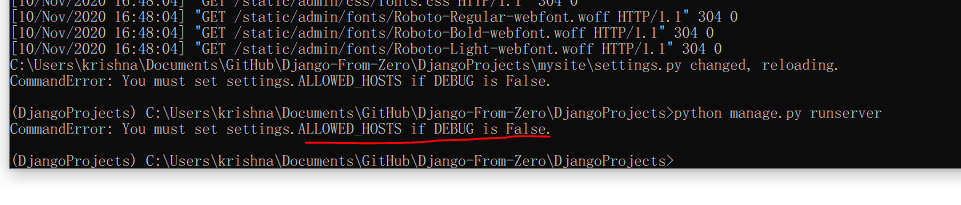 [10/Nov/2020 16:48:04] "GET /static/admin/css/fonts.css HTTP/1.1" 304 0
[10/Nov/2020 16:48:04] "GET /static/admin/fonts/Roboto-Regular-webfont.woff HTTP/1.1" 304 0
[10/Nov/2020 16:48:04] "GET /static/admin/fonts/Roboto-Bold-webfont.woff HTTP/1.1" 304 0
[10/Nov/2020 16:48:04] "GET /static/admin/fonts/Roboto-Light-webfont.woff HTTP/1.1" 304 0
C:\Users\krishna\Documents\GitHub\Django-From-Zero\DjangoProjects\mysite\settings.py changed, reloading.
CommandError: You must set settings.ALLOWED_HOSTS if DEBUG is False.
(DjangoProjects) C:\Users\krishna\Documents\GitHub\Django-From-Zero\DjangoProjects>python manage.py runserver
CommandError: You must set settings.ALLOWED_HOSTS if DEBUG is False.
(DjangoProjects) C:\Users\krishna\Documents\GitHub\Django-From-Zero\DjangoProjects>